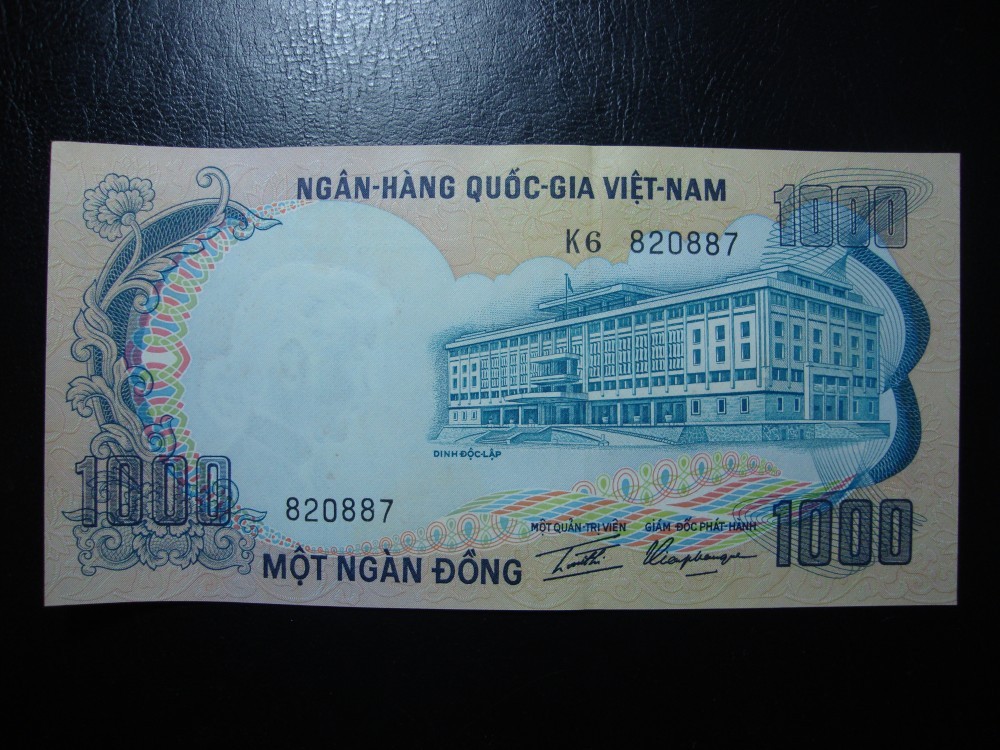 NGÂN-HÀNG QUỐC-GIA VIỆT-NAM
1000
K6 820887
DINH ĐỘC-LẬP
1000
820887
MỘT QUẢN-TRỊ VIÊN GIÁM ĐỐC PHÁT-HÀNH
1000
MỘT NGÀN ĐỒNG